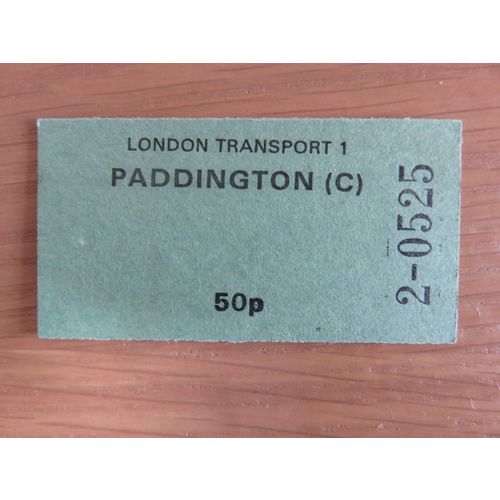 LONDON TRANSPORT 1
PADDINGTON (C)
50p
2-0525